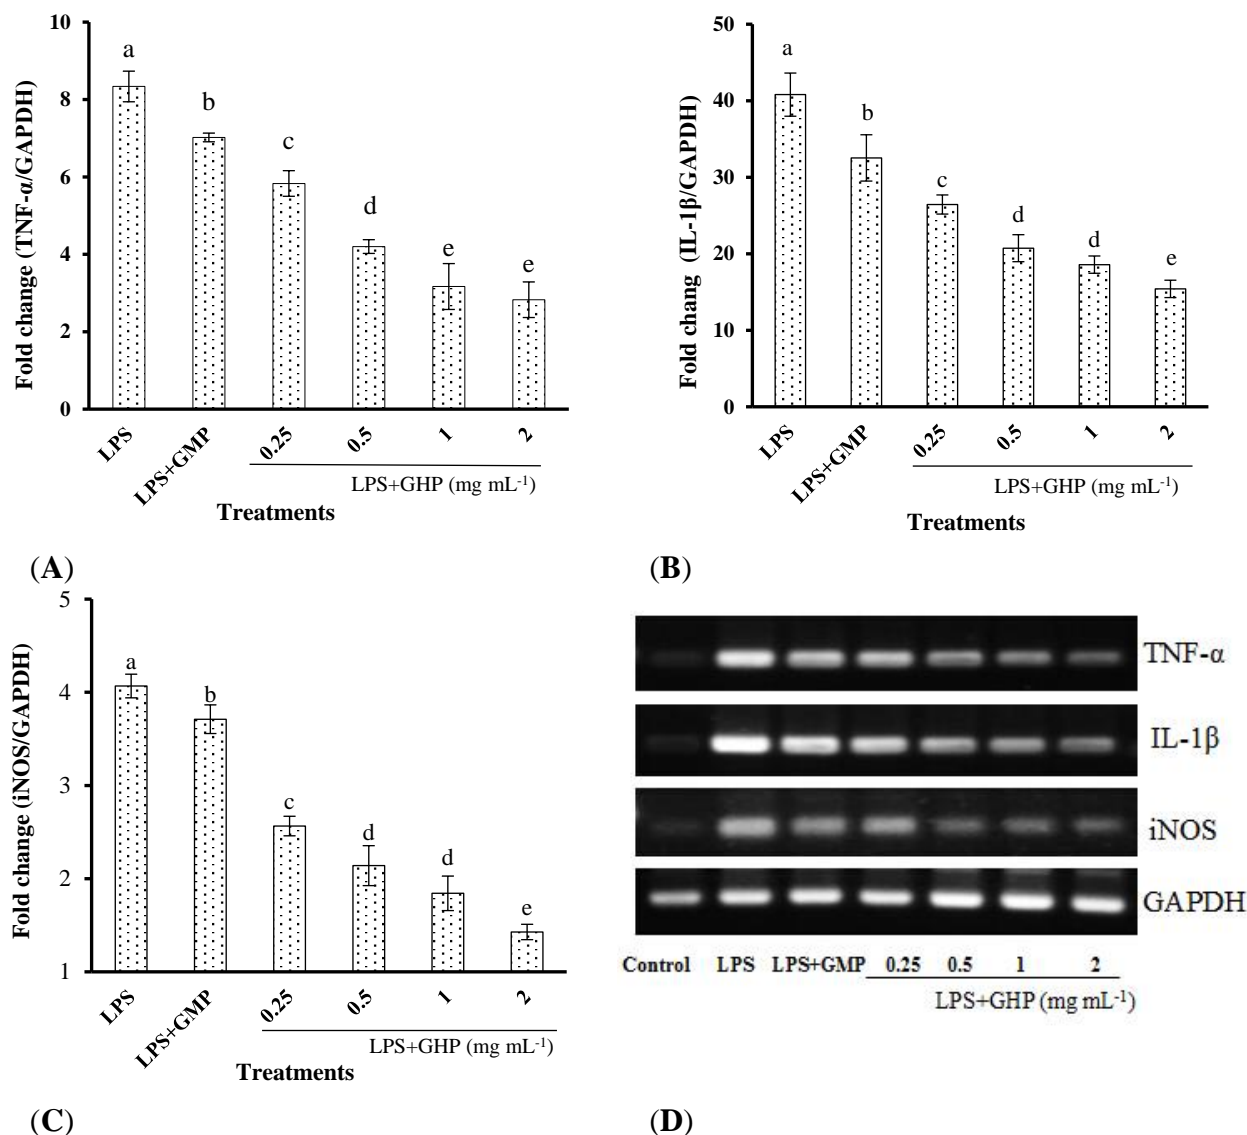 10
8
6
4
2
0
Fold change (TNF-α/GAPDH)
a
b
c
d
e
e
LPS
LPS+GMP
0.25
0.5
1
2
LPS+GHP (mg mL-1)
Treatments
(A)
50
40
30
20
10
0
Fold chang (IL-1β/GAPDH)
a
b
c
d
d
e
LPS
LPS+GMP
0.25
0.5
1
2
LPS+GHP (mg mL-1)
Treatments
(B)
5
4
3
2
1
Fold change (iNOS/GAPDH)
a
b
c
d
d
e
LPS
LPS+GMP
0.25
0.5
1
2
LPS+GHP (mg mL-1)
Treatments
(C)
TNF-α
IL-1β
iNOS
GAPDH
Control LPS LPS+GMP 0.25 0.5 1 2
LPS+GHP (mg mL-1)
(D)